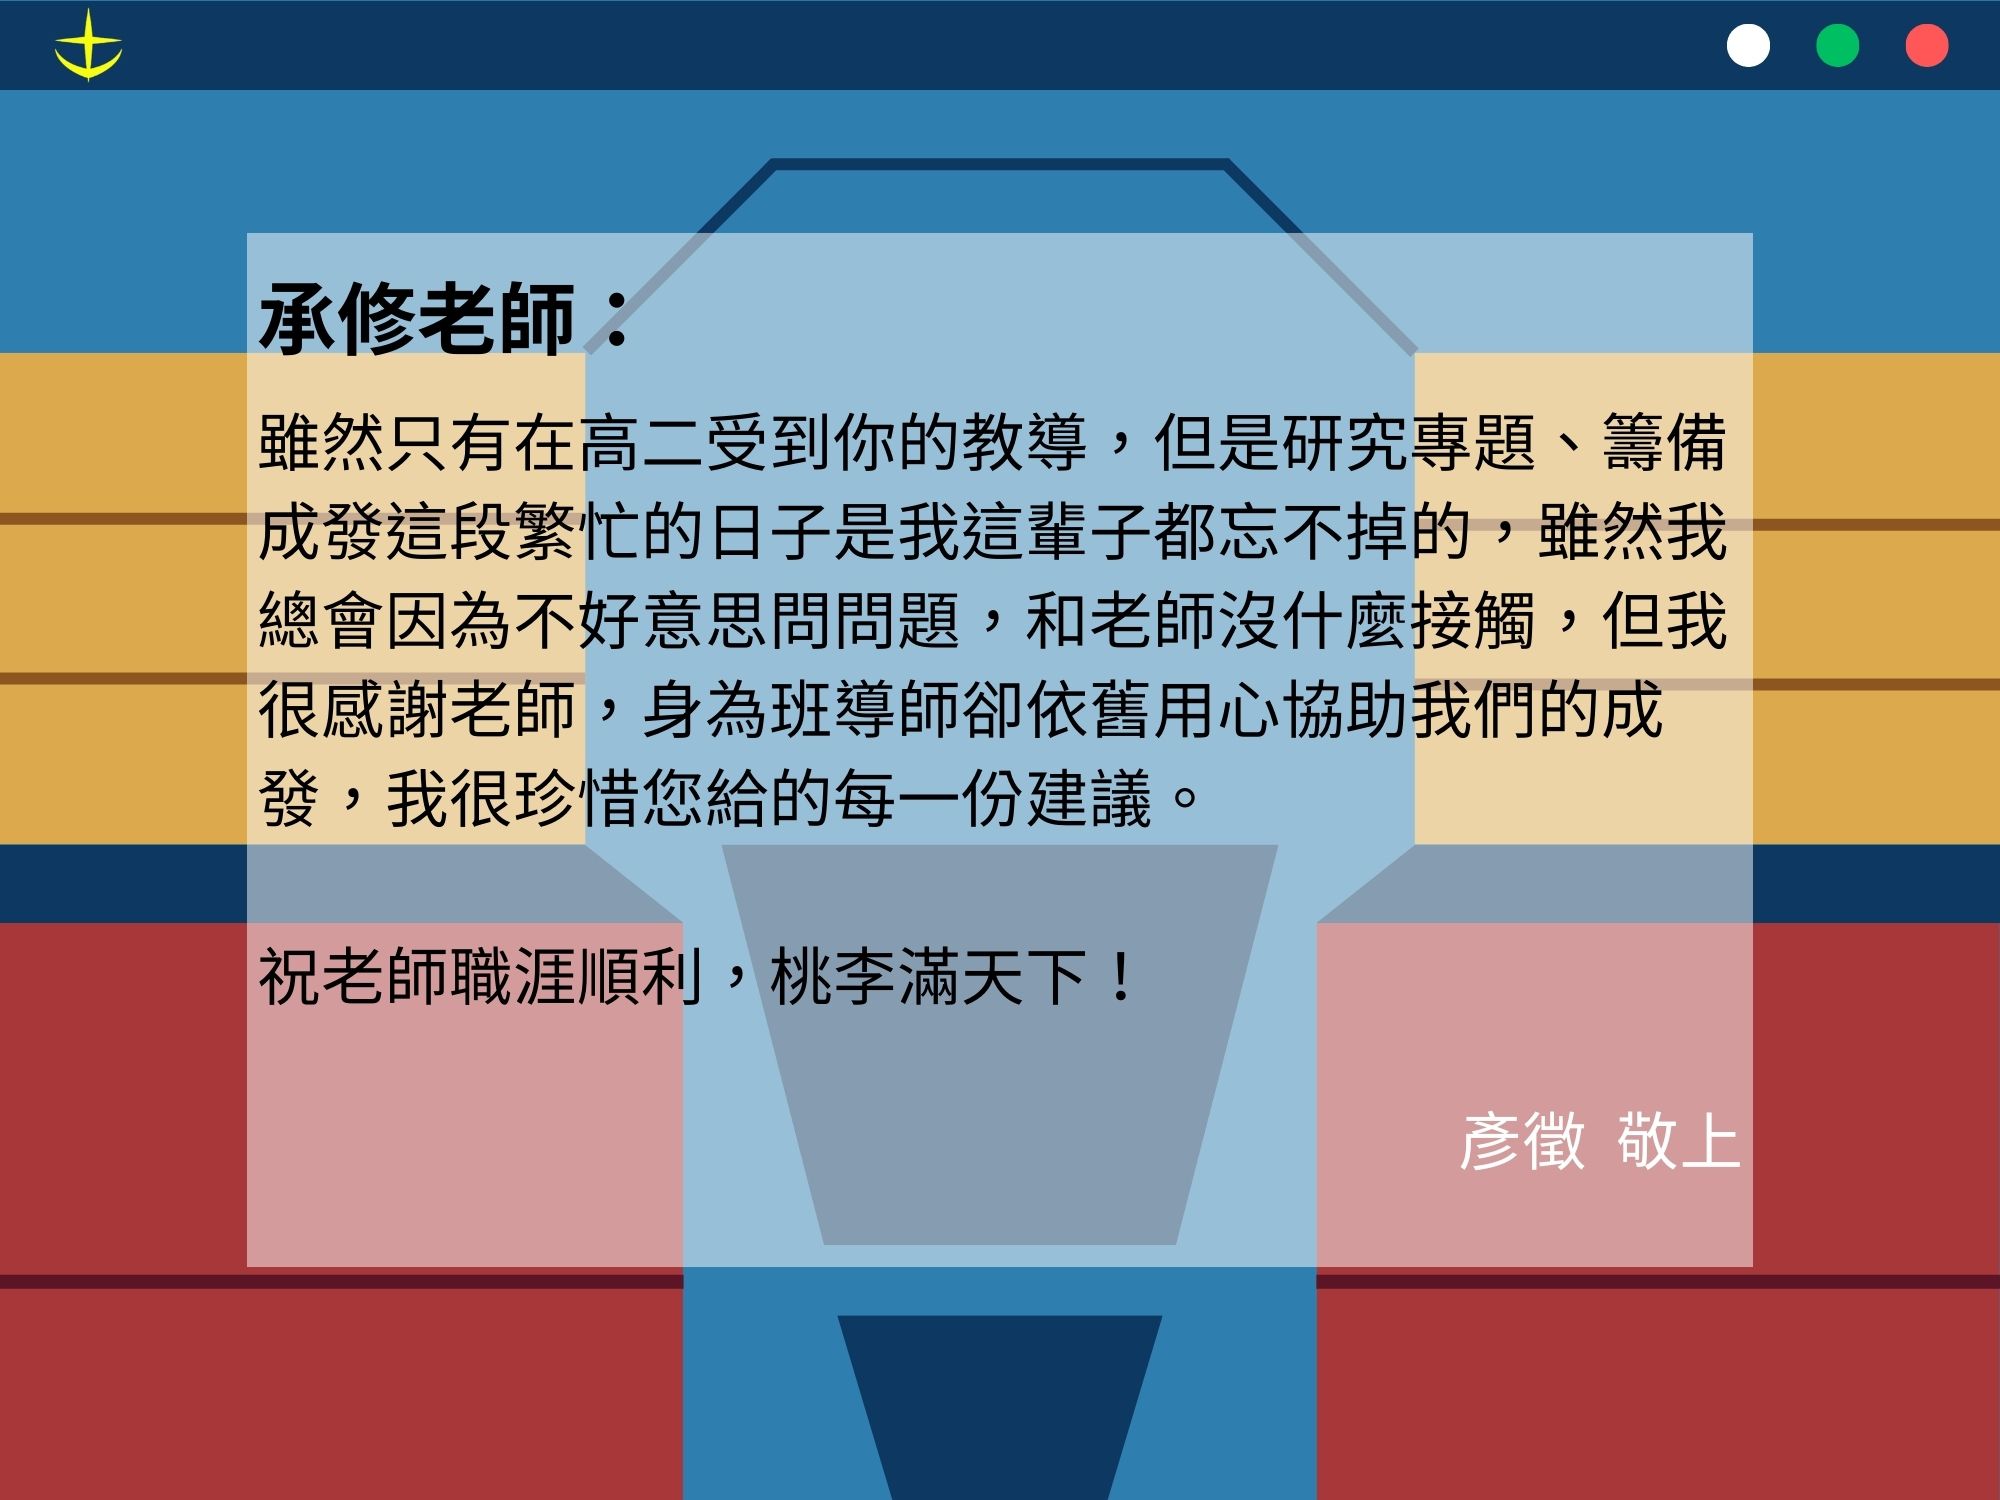 承修老師：
雖然只有在高二受到你的教導，但是研究專題、籌備
成發這段繁忙的日子是我這輩子都忘不掉的，雖然我
總會因為不好意思問問題，和老師沒什麼接觸，但我
很感謝老師，身為班導師卻依舊用心協助我們的成
發，我很珍惜您給的每一份建議。
祝老師職涯順利，桃李滿天下！
彥徵 敬上